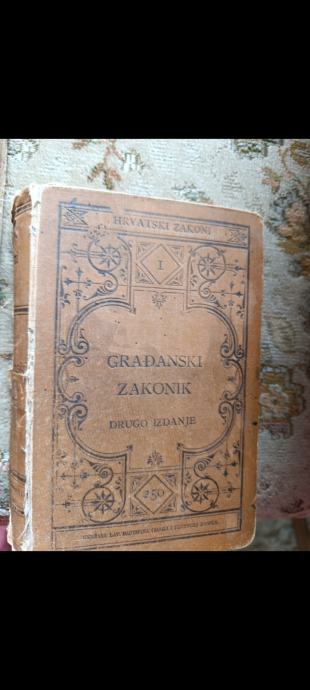 HRVATSKI ZAKONI
I
GRAĐANSKI
ZAKONIK
DRUGO IZDANJE
250